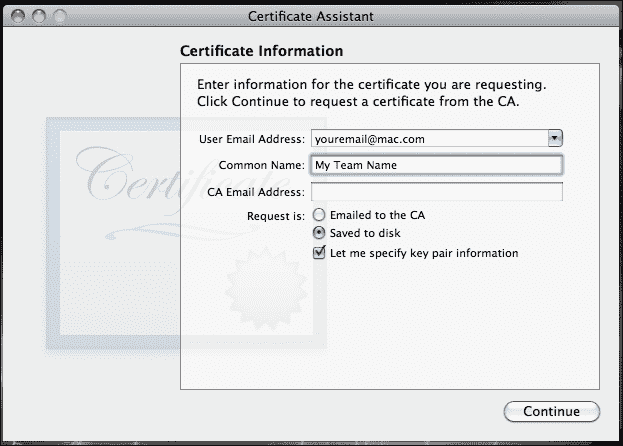 Certificate Assistant
Certificate Information
Enter information for the certificate you are requesting.
Click Continue to request a certificate from the CA.
Certificate
User Email Address: youremail@mac.com
Common Name: My Team Name
CA Email Address:
Request is: Emailed to the CA
Saved to disk
Let me specify key pair information
Continue